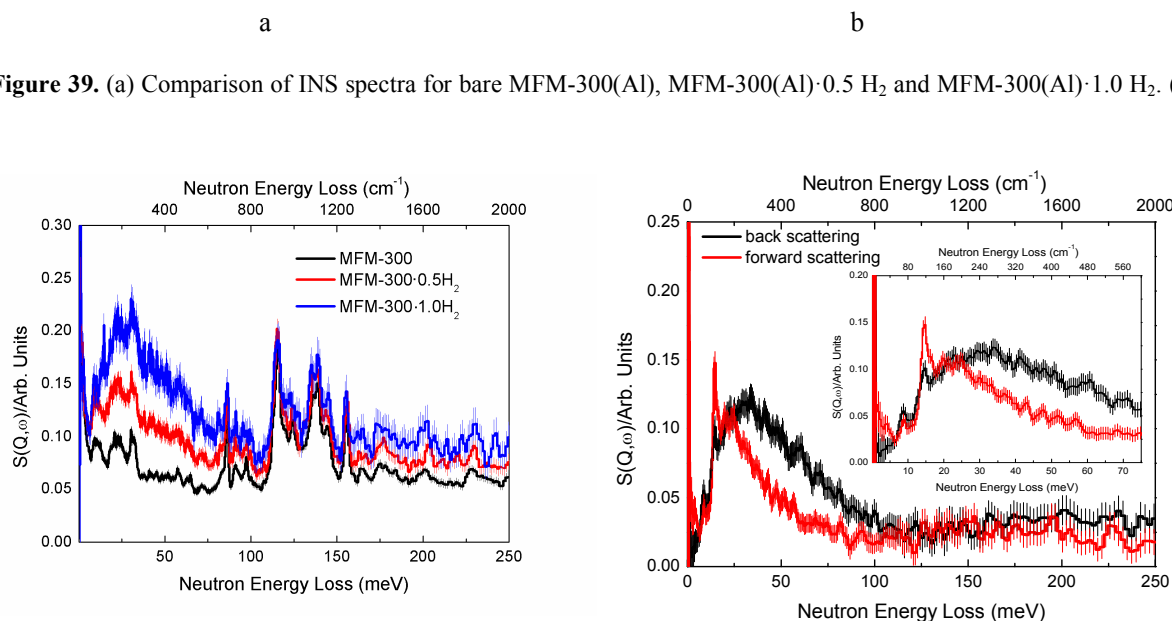 a
b
igure 39. (a) Comparison of INS spectra for bare MFM-300(Al), MFM-300(Al)·0.5 H₂ and MFM-300(Al)·1.0 H₂. (
Neutron Energy Loss (cm⁻¹)
400 800 1200 1600 2000
0.30
0.25
0.20
0.15
0.10
0.05
0.00
S(Q,ω)/Arb. Units
MFM-300
MFM-300·0.5H₂
MFM-300·1.0H₂
50 100 150 200 250
Neutron Energy Loss (meV)
Neutron Energy Loss (cm⁻¹)
0 400 800 1200 1600 2000
0.25
0.20
0.15
0.10
0.05
0.00
S(Q,ω)/Arb. Units
back scattering
forward scattering
Neutron Energy Loss (cm⁻¹)
80 160 240 320 400 480 560
0.20
0.15
0.10
0.05
0.00
S(Q,ω)/Arb. Units
10 20 30 40 50 60 70
Neutron Energy Loss (meV)
0 50 100 150 200 250
Neutron Energy Loss (meV)